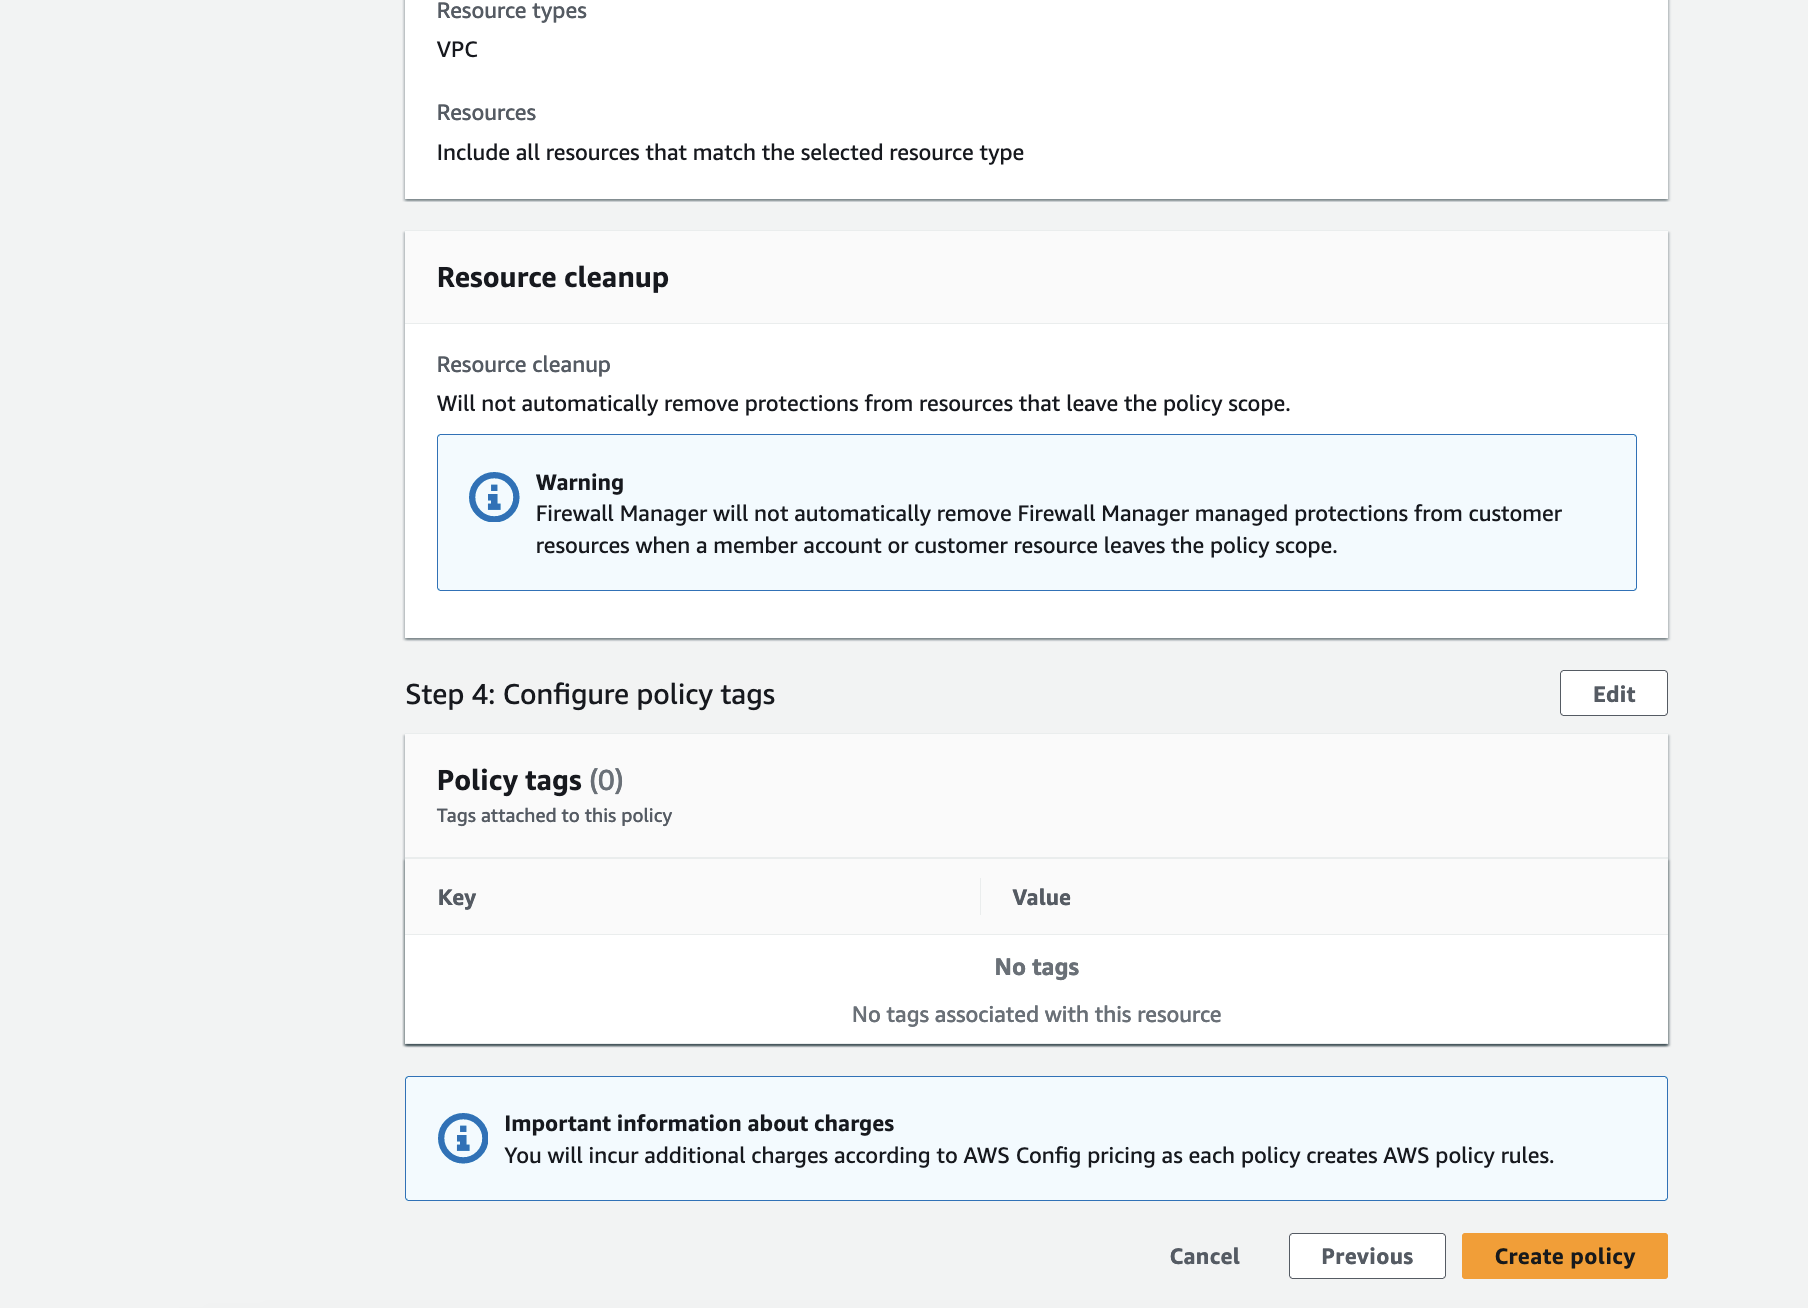 Resource types
VPC
Resources
Include all resources that match the selected resource type
Resource cleanup
Resource cleanup
Will not automatically remove protections from resources that leave the policy scope.
Warning
Firewall Manager will not automatically remove Firewall Manager managed protections from customer
resources when a member account or customer resource leaves the policy scope.
Step 4: Configure policy tags
Edit
Policy tags (0)
Tags attached to this policy
Key
Value
No tags
No tags associated with this resource
Important information about charges
You will incur additional charges according to AWS Config pricing as each policy creates AWS policy rules.
Cancel
Previous
Create policy